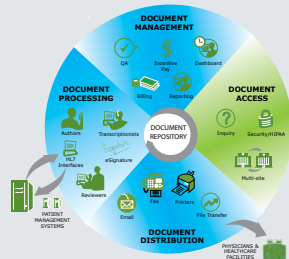 DOCUMENT
MANAGEMENT
QA
Incentive
Pay
Dashboard
Billing
Reporting
DOCUMENT
PROCESSING
Authors
Transcriptionists
HL7
Interfaces
eSignature
Reviewers
DOCUMENT
REPOSITORY
DOCUMENT
ACCESS
Inquiry
Security/HIPAA
Multi-site
Email
Fax
Printers
File Transfer
DOCUMENT
DISTRIBUTION
PATIENT
MANAGEMENT
SYSTEMS
PHYSICIANS &
HEALTHCARE
FACILITIES